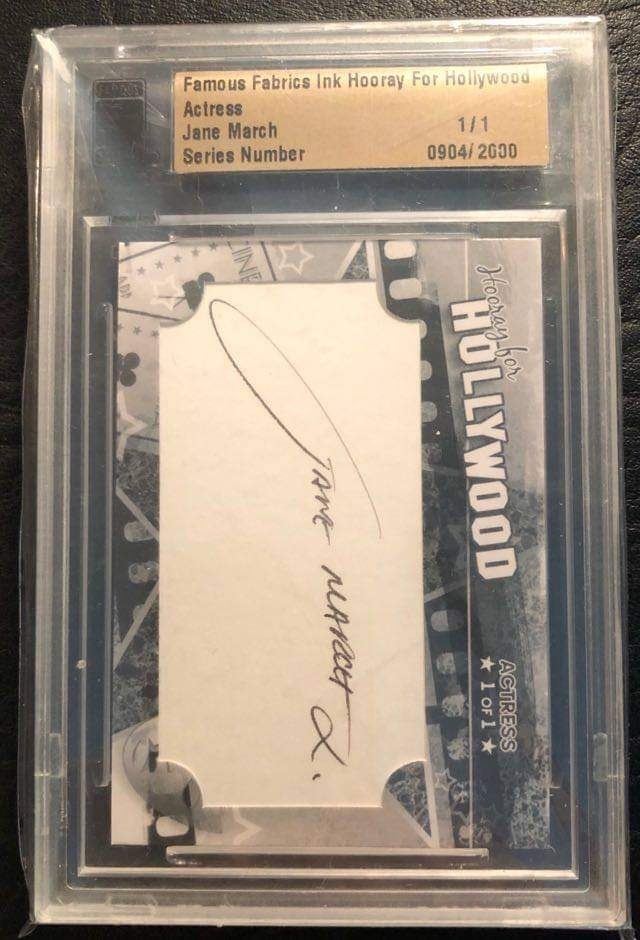 Famous Fabrics Ink Hooray For Hollywood
Actress
Jane March 1/1
Series Number 0904/2000
CINE
Hooray for
HOLLYWOOD
ACTRESS
★ 1 OF 1 ★
Jane March X.